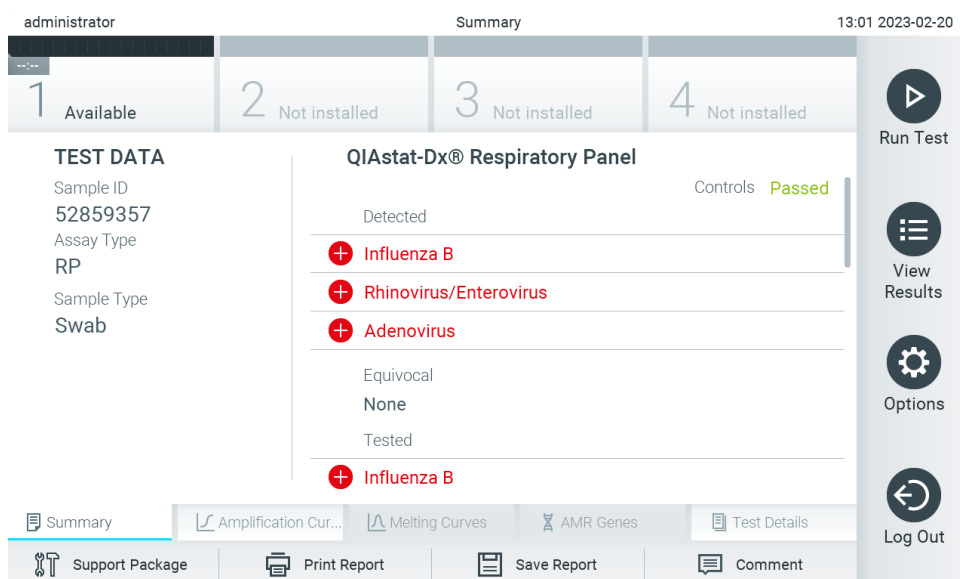 administrator Summary 13:01 2023-02-20
--:--
1 Available 2 Not installed 3 Not installed 4 Not installed
Run Test
TEST DATA QIAstat-Dx® Respiratory Panel
Sample ID Controls Passed
52859357 Detected
Assay Type
RP
Influenza B
Rhinovirus/Enterovirus
Sample Type
Swab
Adenovirus
View
Results
Equivocal
None
Options
Tested
Influenza B
Summary Amplification Cur... Melting Curves AMR Genes Test Details
Log Out
Support Package Print Report Save Report Comment